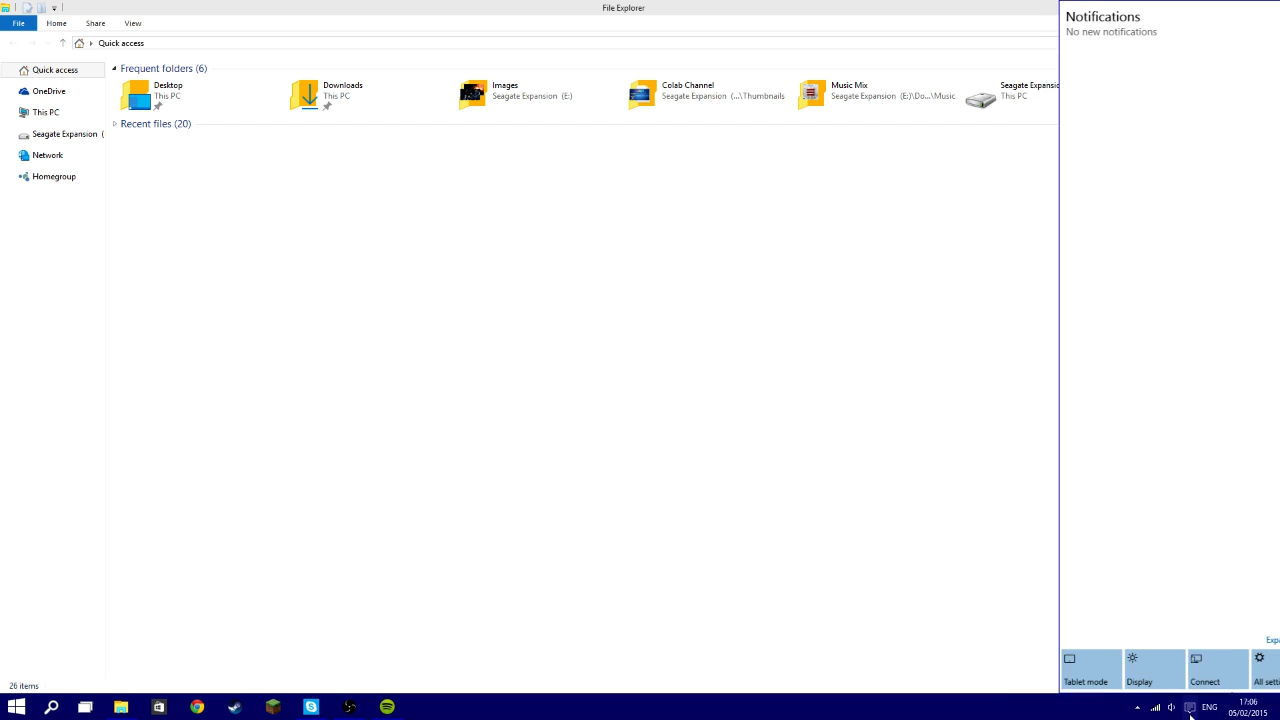 File Explorer
File Home Share View
Quick access
Notifications
No new notifications
Quick access
OneDrive
This PC
Seagate Expansion (
Network
Homegroup
Frequent folders (6)
Desktop
This PC
Downloads
This PC
Images
Seagate Expansion (E:)
Colab Channel
Seagate Expansion (...\Thumbnails
Music Mix
Seagate Expansion (E:)\Do...\Music
Seagate Expansio
This PC
Recent files (20)
Expa
Tablet mode
Display
Connect
All setti
26 items
ENG
17:06
05/02/2015